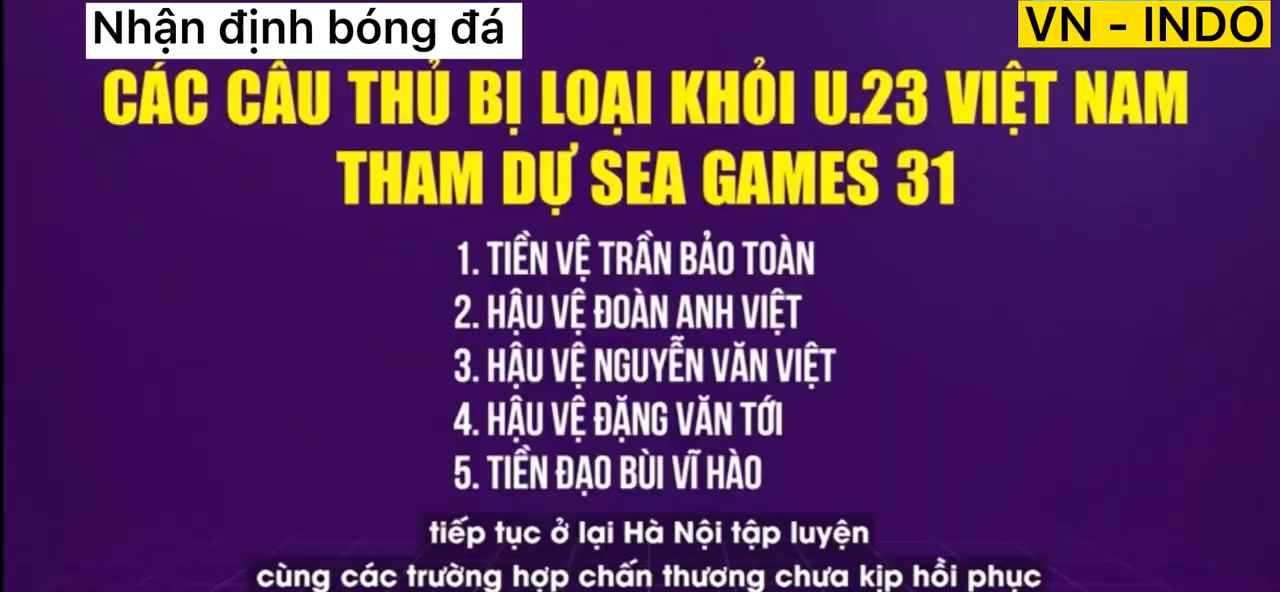 Nhận định bóng đá
VN - INDO
CÁC CÂU THỦ BỊ LOẠI KHỎI U.23 VIỆT NAM
THAM DỰ SEA GAMES 31
1. TIỀN VỆ TRẦN BẢO TOÀN
2. HẬU VỆ ĐOÀN ANH VIỆT
3. HẬU VỆ NGUYỄN VĂN VIỆT
4. HẬU VỆ ĐẶNG VĂN TỚI
5. TIỀN ĐẠO BÙI VĨ HÀO
tiếp tục ở lại Hà Nội tập luyện
cùng các trường hợp chấn thương chưa kịp hồi phục